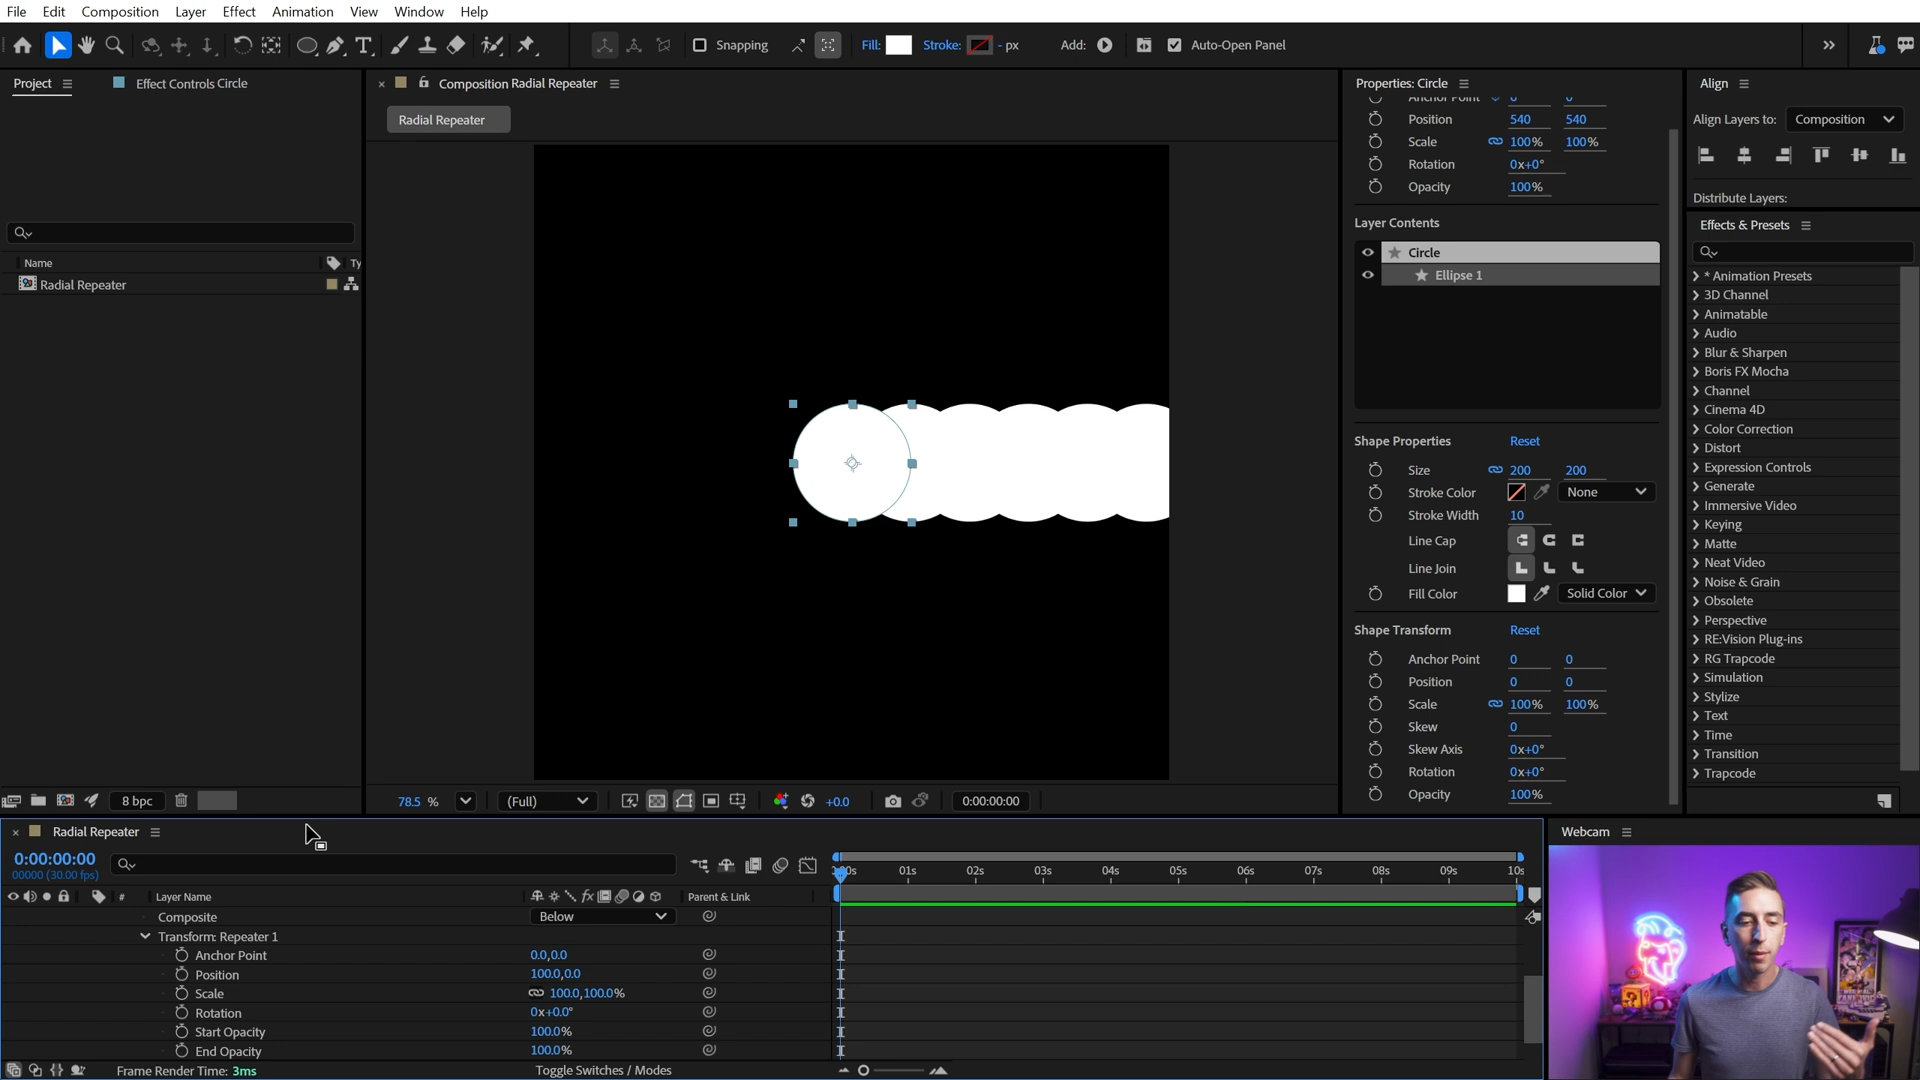 File Edit Composition Layer Effect Animation View Window Help
Snapping Fill: Stroke: - px Add: Auto-Open Panel
Project Effect Controls Circle
Name Ty
Radial Repeater
8 bpc
Composition Radial Repeater
Radial Repeater
78.5 % (Full) +0.0 0:00:00:00
Properties: Circle
Anchor Point 0 0
Position 540 540
Scale 100% 100%
Rotation 0x+0°
Opacity 100%
Layer Contents
Circle
Ellipse 1
Shape Properties Reset
Size 200 200
Stroke Color None
Stroke Width 10
Line Cap
Line Join
Fill Color Solid Color
Shape Transform Reset
Anchor Point 0 0
Position 0 0
Scale 100% 100%
Skew 0
Skew Axis 0x+0°
Rotation 0x+0°
Opacity 100%
Align
Align Layers to: Composition
Distribute Layers:
Effects & Presets
* Animation Presets
3D Channel
Animatable
Audio
Blur & Sharpen
Boris FX Mocha
Channel
Cinema 4D
Color Correction
Distort
Expression Controls
Generate
Immersive Video
Keying
Matte
Neat Video
Noise & Grain
Obsolete
Perspective
RE:Vision Plug-ins
RG Trapcode
Simulation
Stylize
Text
Time
Transition
Trapcode
Radial Repeater
0:00:00:00
00000 (30.00 fps)
# Layer Name Parent & Link
01s 02s 03s 04s 05s 06s 07s 08s 09s
Composite Below
Transform: Repeater 1
Anchor Point 0.0,0.0
Position 100.0,0.0
Scale 100.0,100.0%
Rotation 0x+0.0°
Start Opacity 100.0%
End Opacity 100.0%
Frame Render Time: 3ms Toggle Switches / Modes
Webcam